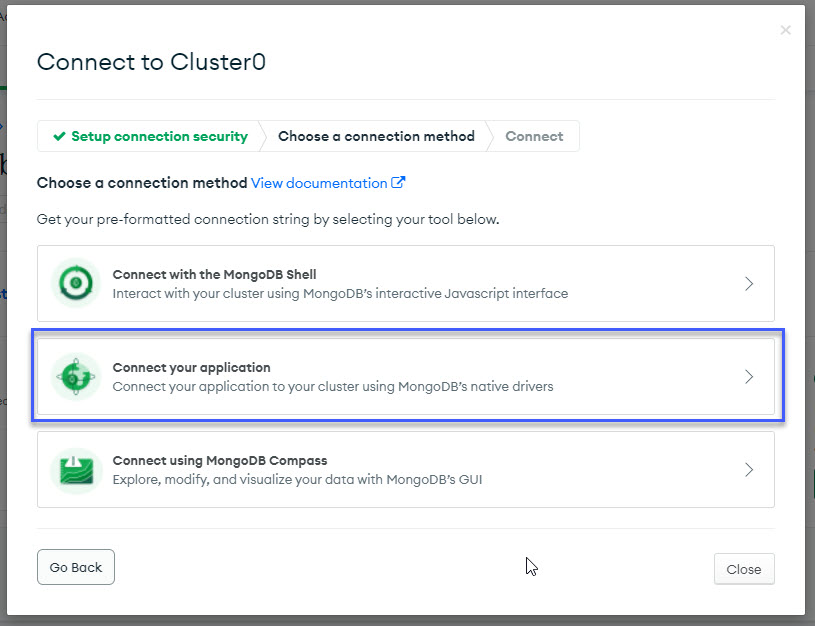 Connect to Cluster0
Setup connection security
Choose a connection method
Connect
Choose a connection method View documentation
Get your pre-formatted connection string by selecting your tool below.
Connect with the MongoDB Shell
Interact with your cluster using MongoDB's interactive Javascript interface
Connect your application
Connect your application to your cluster using MongoDB's native drivers
Connect using MongoDB Compass
Explore, modify, and visualize your data with MongoDB's GUI
Go Back
Close